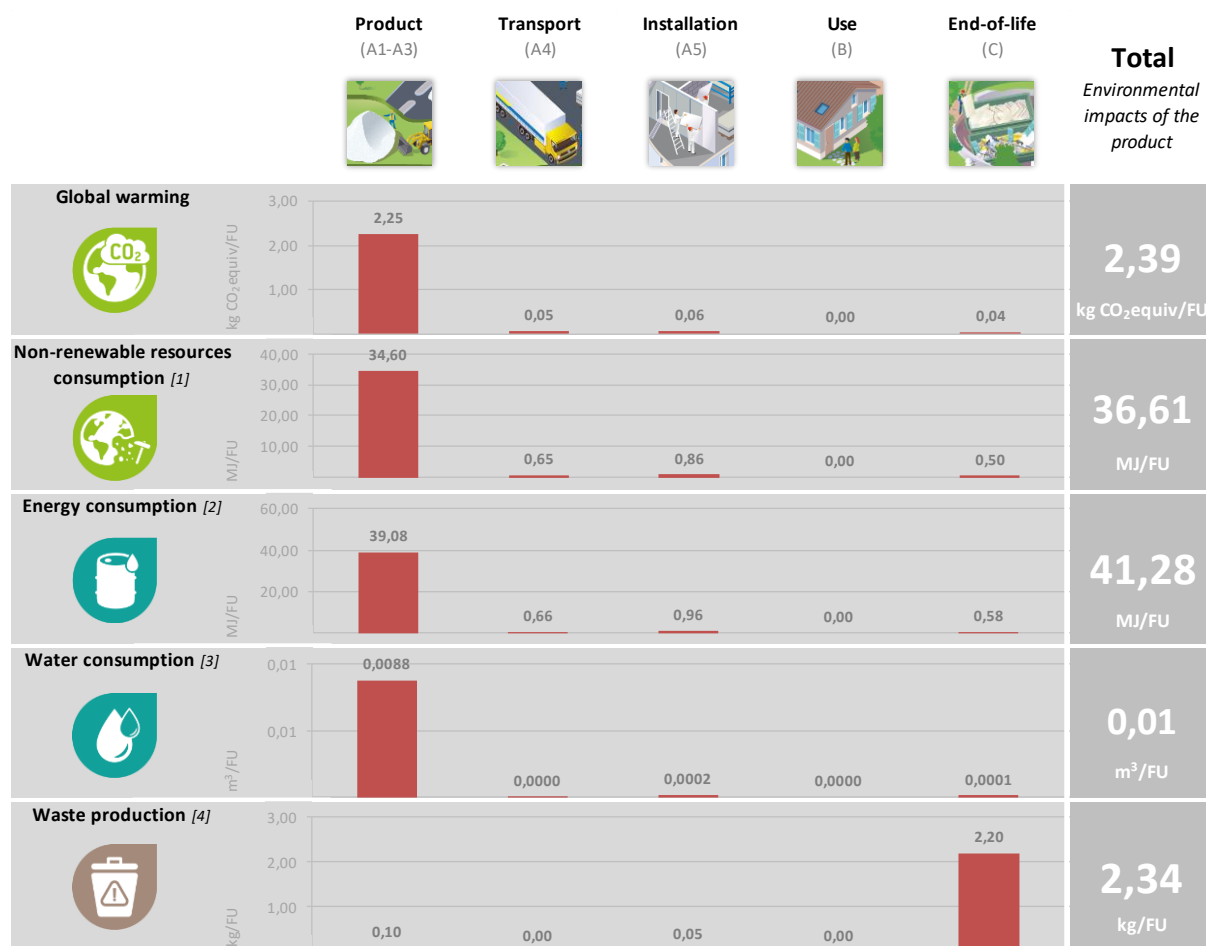 Product
(A1-A3)
Transport
(A4)
Installation
(A5)
Use
(B)
End-of-life
(C)
Total
Environmental
impacts of the
product
Global warming
CO2
kg CO2equiv/FU
3,00
2,00
1,00
2,25
0,05
0,06
0,00
0,04
2,39
kg CO2equiv/FU
Non-renewable resources
consumption [1]
MJ/FU
40,00
30,00
20,00
10,00
34,60
0,65
0,86
0,00
0,50
36,61
MJ/FU
Energy consumption [2]
MJ/FU
60,00
40,00
20,00
39,08
0,66
0,96
0,00
0,58
41,28
MJ/FU
Water consumption [3]
m³/FU
0,01
0,01
0,0088
0,0000
0,0002
0,0000
0,0001
0,01
m³/FU
Waste production [4]
kg/FU
3,00
2,00
1,00
0,10
0,00
0,05
0,00
2,20
2,34
kg/FU